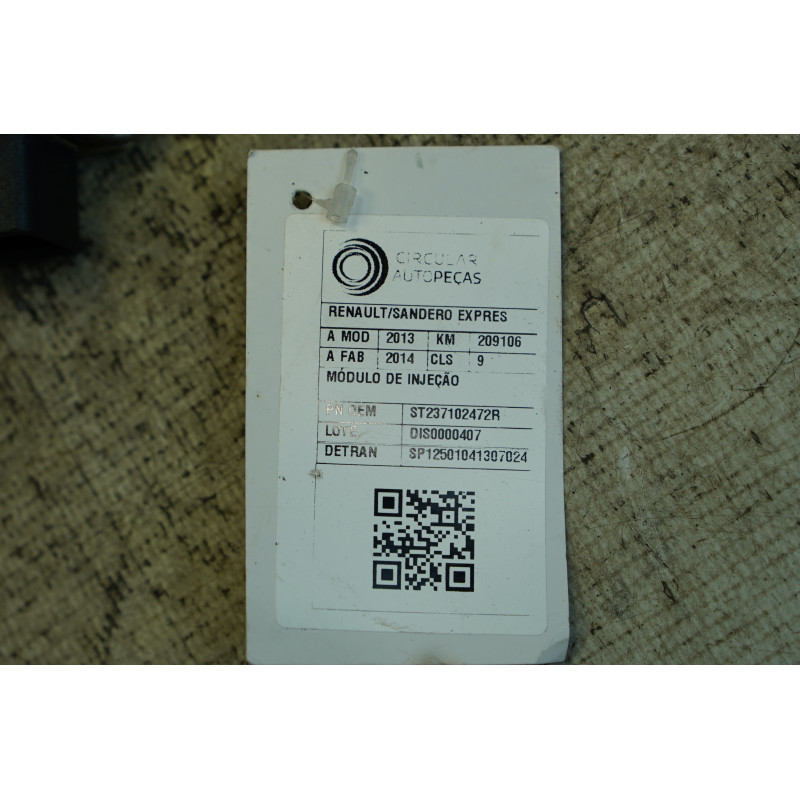 CIRCULAR
AUTOPEÇAS
RENAULT/SANDERO EXPRES
A MOD 2013 KM 209106
A FAB 2014 CLS 9
MÓDULO DE INJEÇÃO
PN OEM ST237102472R
LOTE DIS0000407
DETRAN SP12501041307024